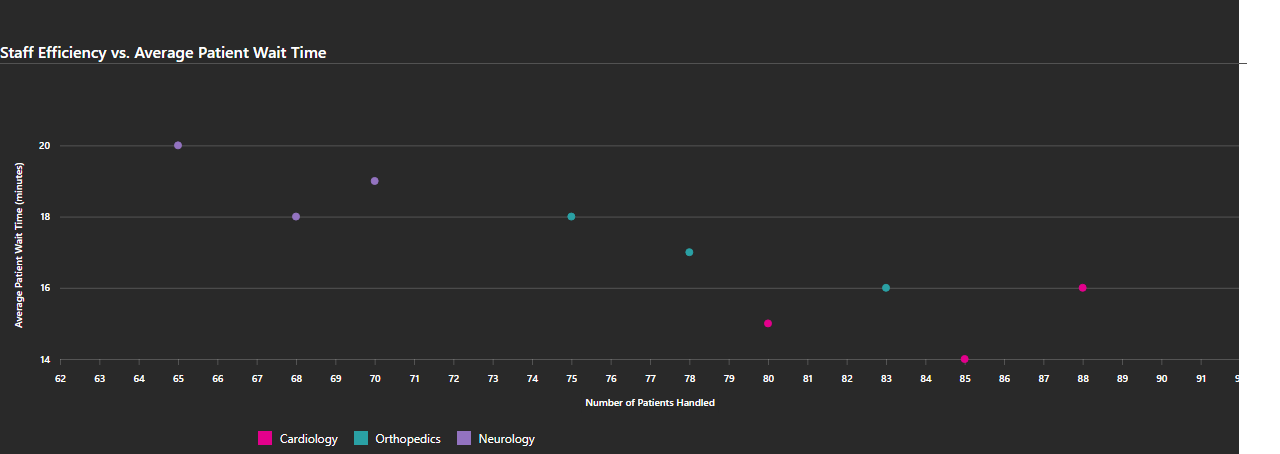 Staff Efficiency vs. Average Patient Wait Time
Average Patient Wait Time (minutes)
20
18
16
14
62 63 64 65 66 67 68 69 70 71 72 73 74 75 76 77 78 79 80 81 82 83 84 85 86 87 88 89 90 91
Number of Patients Handled
Cardiology Orthopedics Neurology